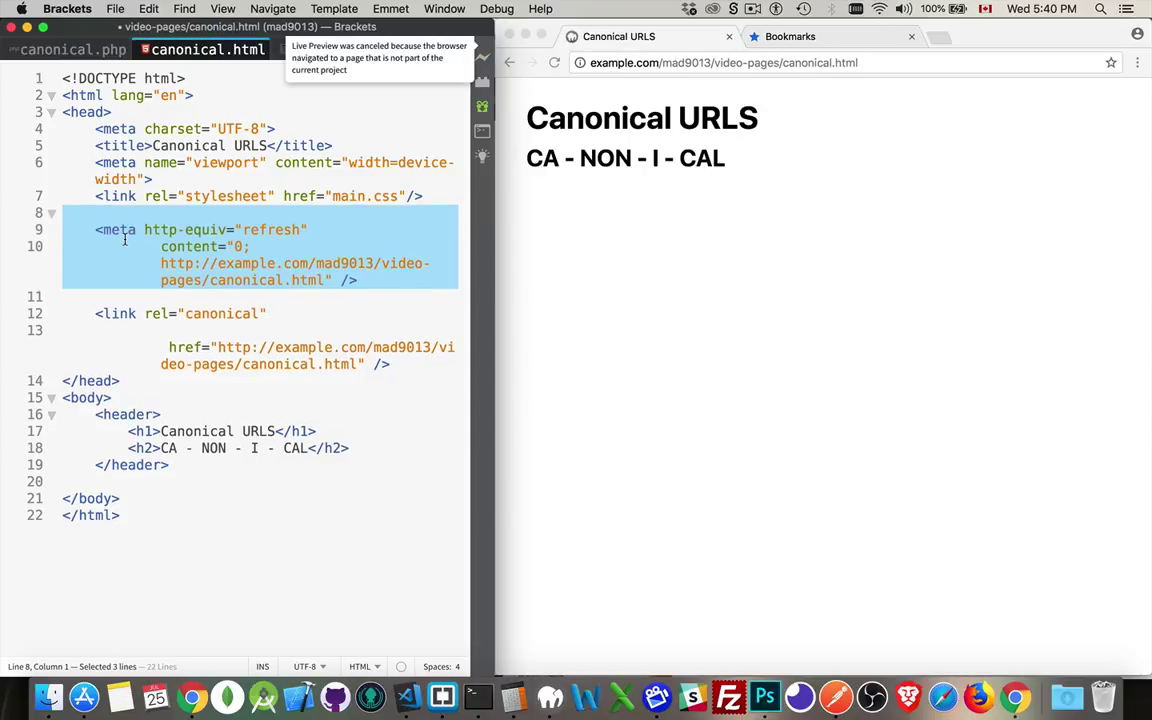 Brackets File Edit Find View Navigate Template Emmet Window Debug Help 100% Wed 5:40 PM
• video-pages/canonical.html (mad9013) — Brackets
canonical.php canonical.html
Live Preview was canceled because the browser
navigated to a page that is not part of the
current project
1 <!DOCTYPE html>
2 <html lang="en">
3 <head>
4 <meta charset="UTF-8">
5 <title>Canonical URLS</title>
6 <meta name="viewport" content="width=device-
width">
7 <link rel="stylesheet" href="main.css"/>
8
9 <meta http-equiv="refresh"
10 content="0;
http://example.com/mad9013/video-
pages/canonical.html" />
11
12 <link rel="canonical"
13
href="http://example.com/mad9013/vi
deo-pages/canonical.html" />
14 </head>
15 <body>
16 <header>
17 <h1>Canonical URLS</h1>
18 <h2>CA - NON - I - CAL</h2>
19 </header>
20
21 </body>
22 </html>
Line 8, Column 1 — Selected 3 lines — 22 Lines INS UTF-8 HTML Spaces: 4
Canonical URLS Bookmarks
example.com/mad9013/video-pages/canonical.html
Canonical URLS
CA - NON - I - CAL
JUL
25